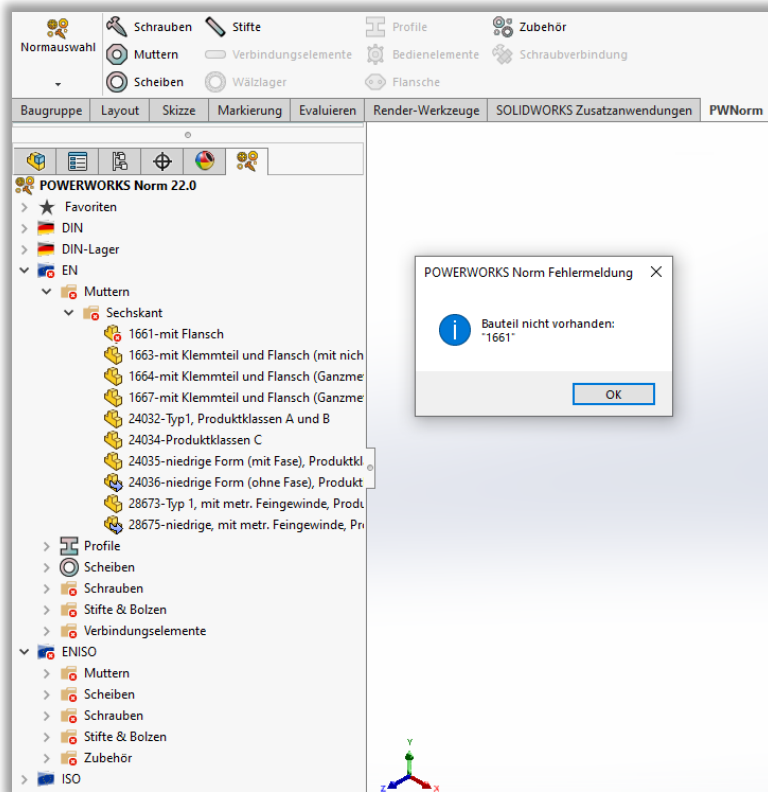 Schrauben Stifte Profile Zubehör
Normauswahl Muttern Verbindungselemente Bedienelemente Schraubverbindung
Scheiben Wälzlager Flansche
Baugruppe Layout Skizze Markierung Evaluieren Render-Werkzeuge SOLIDWORKS Zusatzanwendungen PWNorm
POWERWORKS Norm 22.0
Favoriten
DIN
DIN-Lager
EN
Muttern
Sechskant
1661-mit Flansch
1663-mit Klemmteil und Flansch (mit nich
1664-mit Klemmteil und Flansch (Ganzme
1667-mit Klemmteil und Flansch (Ganzme
24032-Typ1, Produktklassen A und B
24034-Produktklassen C
24035-niedrige Form (mit Fase), Produktkl
24036-niedrige Form (ohne Fase), Produkt
28673-Typ 1, mit metr. Feingewinde, Produ
28675-niedrige, mit metr. Feingewinde, Pr
Profile
Scheiben
Schrauben
Stifte & Bolzen
Verbindungselemente
ENISO
Muttern
Scheiben
Schrauben
Stifte & Bolzen
Zubehör
ISO
POWERWORKS Norm Fehlermeldung
Bauteil nicht vorhanden:
"1661"
OK
Y
Z X